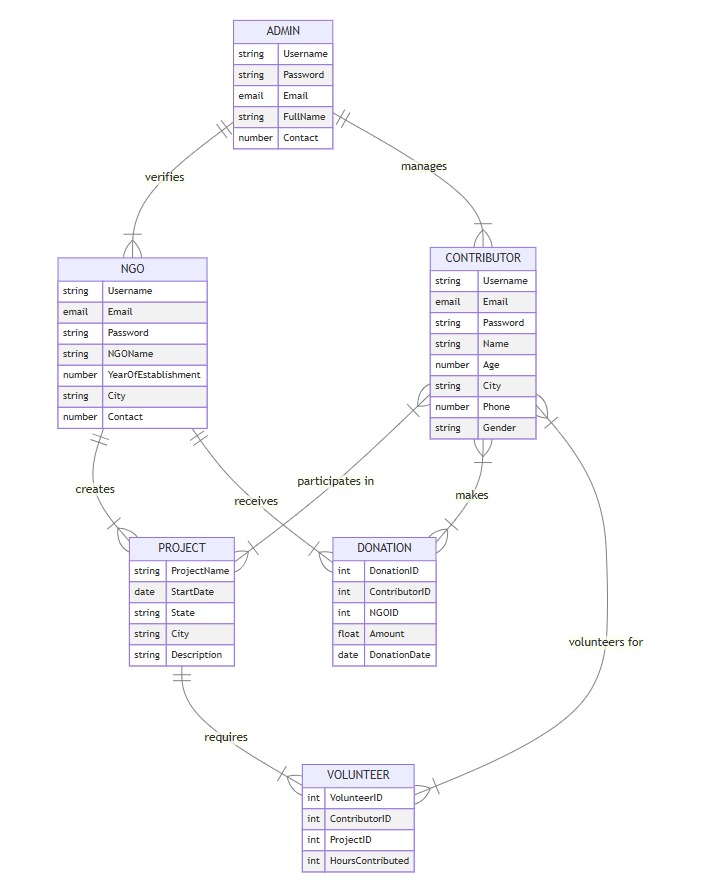 ADMIN
string Username
string Password
email Email
string FullName
number Contact
verifies
manages
NGO
string Username
email Email
string Password
string NGOName
number YearOfEstablishment
string City
number Contact
CONTRIBUTOR
string Username
email Email
string Password
string Name
number Age
string City
number Phone
string Gender
creates
receives
participates in
makes
PROJECT
string ProjectName
date StartDate
string State
string City
string Description
DONATION
int DonationID
int ContributorID
int NGOID
float Amount
date DonationDate
volunteers for
requires
VOLUNTEER
int VolunteerID
int ContributorID
int ProjectID
int HoursContributed